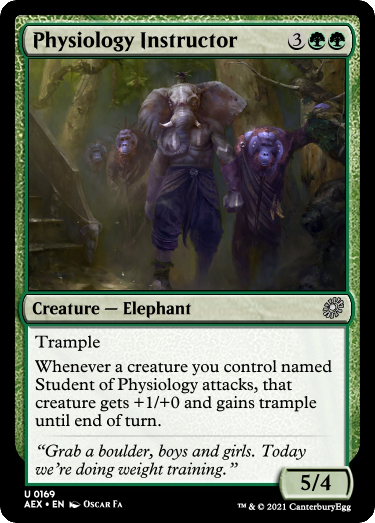 Physiology Instructor 3
Creature — Elephant
Trample
Whenever a creature you control named
Student of Physiology attacks, that
creature gets +1/+0 and gains trample
until end of turn.
“Grab a boulder, boys and girls. Today
we’re doing weight training.”
5/4
U 0169
AEX • EN Oscar Fa
™ & © 2021 CanterburyEgg